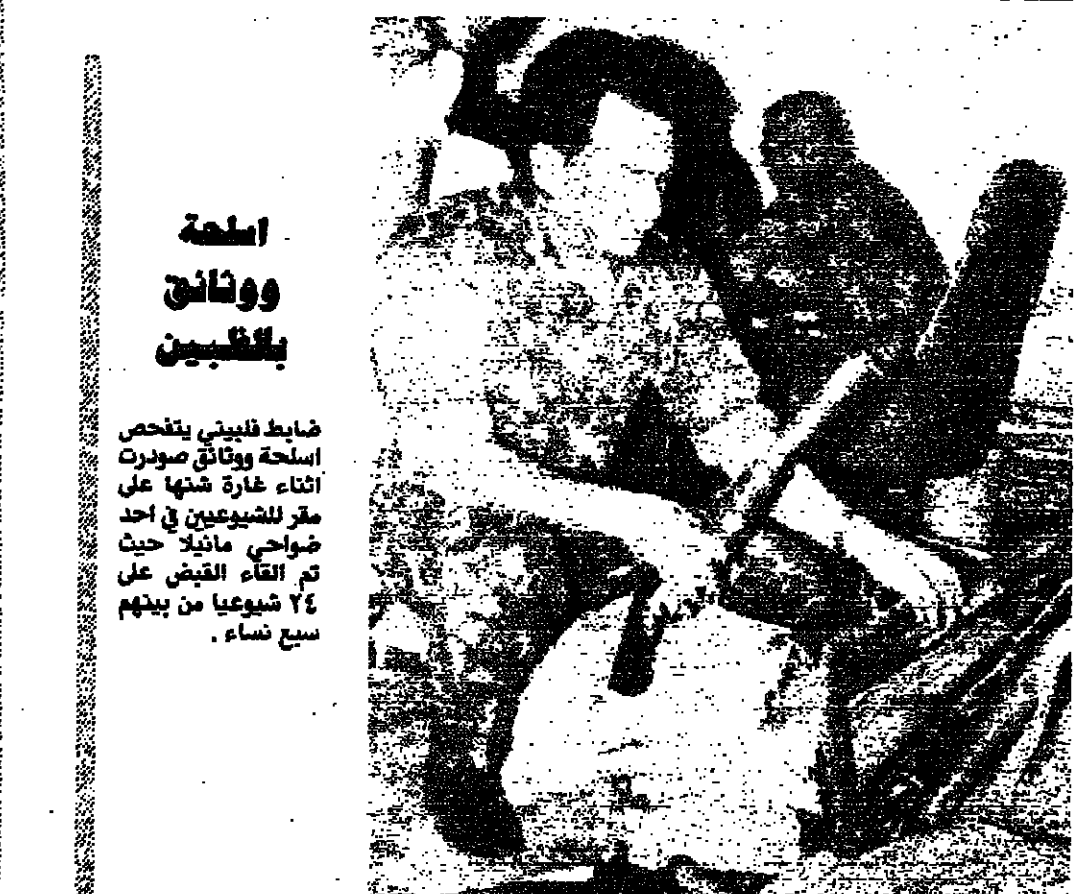 اسلحة
ووثائق
بالفلبين
ضابط فلبيني يتفحص
اسلحة ووثائق صودرت
اثناء غارة شنها على
مقر للشيوعيين في احد
ضواحي مانيلا حيث
تم القاء القبض على
٢٤ شيوعيا من بينهم
سبع نساء .